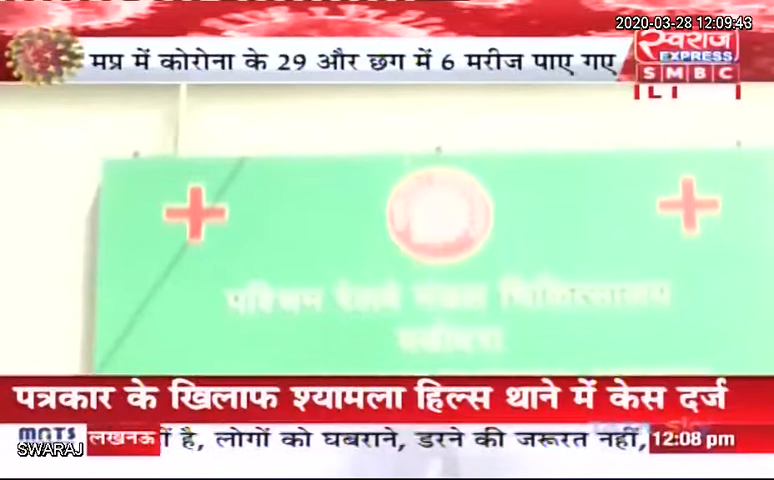 2020-03-28 12:09:43
मप्र में कोरोना के 29 और छग में 6 मरीज पाए गए
स्वराज
EXPRESS
SMBC
पश्चिम रेलवे मंडल चिकित्सालय
पत्रकार के खिलाफ श्यामला हिल्स थाने में केस दर्ज
SWARAJ
लखनऊ
है, लोगों को घबराने, डरने की जरूरत नहीं,
12:08 pm